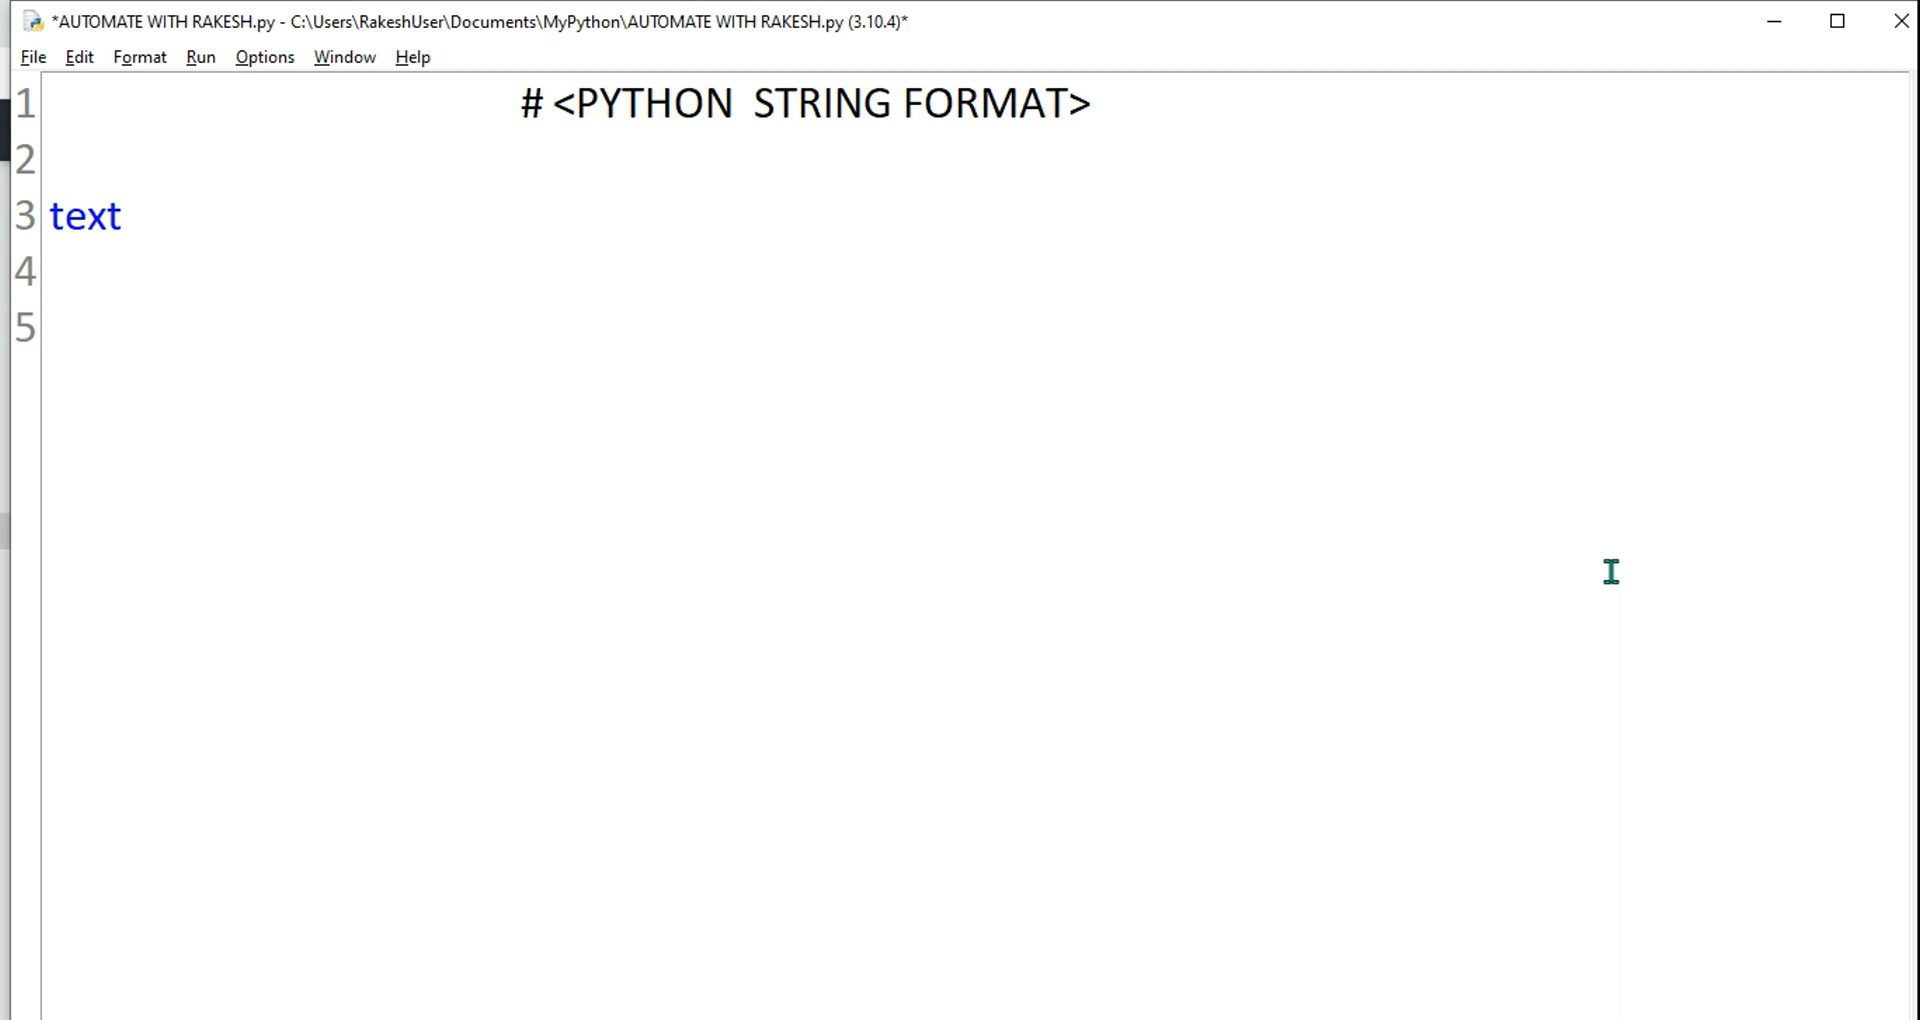 *AUTOMATE WITH RAKESH.py - C:\Users\RakeshUser\Documents\MyPython\AUTOMATE WITH RAKESH.py (3.10.4)*
File Edit Format Run Options Window Help
1 # <PYTHON  STRING FORMAT>
2
3 text
4
5